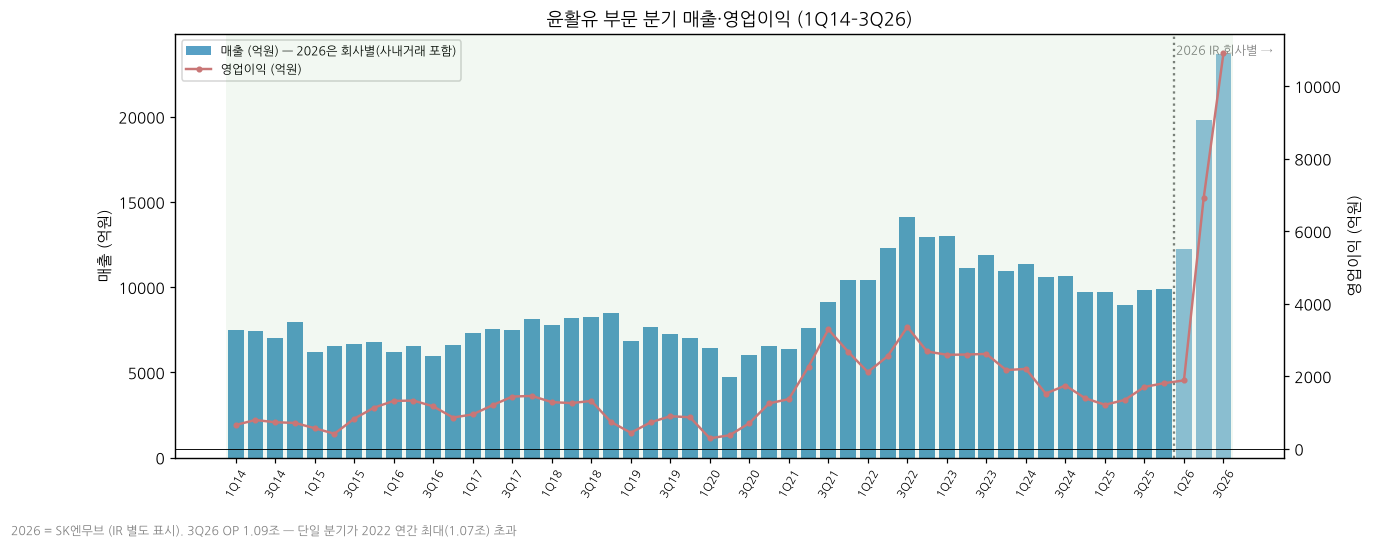 윤활유 부문 분기 매출·영업이익 (1Q14-3Q26)
매출 (억원) — 2026은 회사별(사내거래 포함)
영업이익 (억원)
2026 IR 회사별 →
매출 (억원)
20000
15000
10000
5000
0
영업이익 (억원)
10000
8000
6000
4000
2000
0
1Q14
3Q14
1Q15
3Q15
1Q16
3Q16
1Q17
3Q17
1Q18
3Q18
1Q19
3Q19
1Q20
3Q20
1Q21
3Q21
1Q22
3Q22
1Q23
3Q23
1Q24
3Q24
1Q25
3Q25
1Q26
3Q26
2026 = SK엔무브 (IR 별도 표시). 3Q26 OP 1.09조 — 단일 분기가 2022 연간 최대(1.07조) 초과